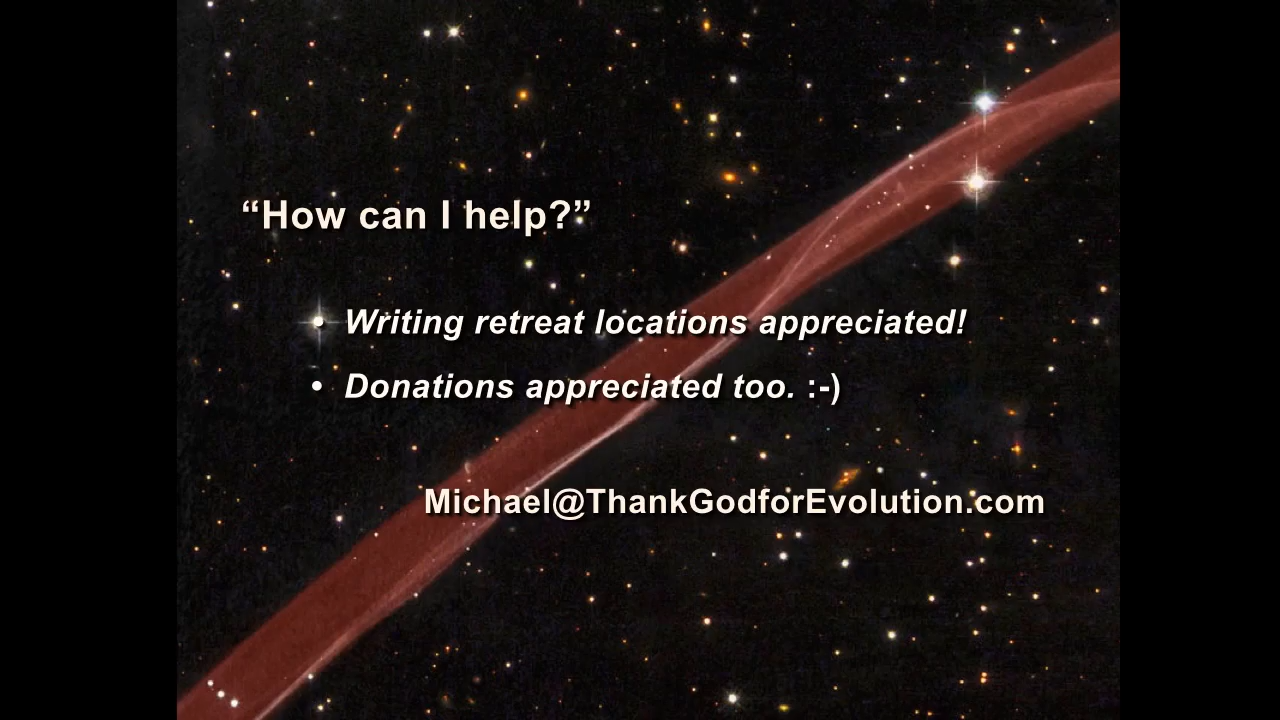 “How can I help?”
• Writing retreat locations appreciated!
• Donations appreciated too. :-)
Michael@ThankGodforEvolution.com